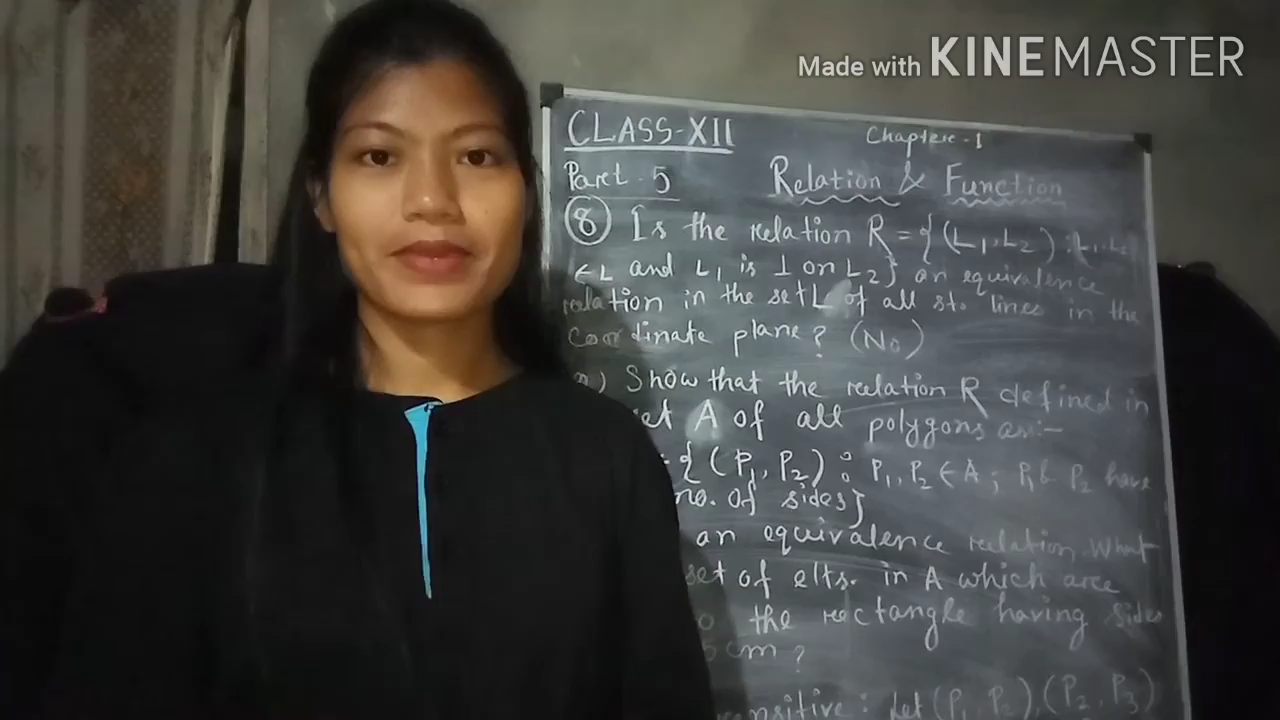 Made with KINEMASTER
CLASS-XII
Chapter-1
Part-5
Relation & Function
⑧ Is the relation R = {(L₁,L₂) : L₁,L₂
∈ L and L₁ is ⊥ on L₂} an equivalence
relation in the set L of all st. lines in the
Coordinate plane? (No)
) Show that the relation R defined in
set A of all polygons as:-
= {(P₁, P₂) : P₁, P₂ ∈ A ; P₁ & P₂ have
no. of sides}
an equivalence relation. What
set of elts. in A which are
the rectangle having sides
cm ?
: Let (P₁, P₂), (P₂, P₃)